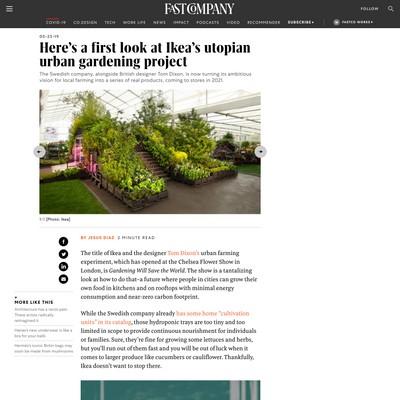 FAST COMPANY
FOLLOW
COVID-19 CO.DESIGN TECH WORK LIFE NEWS IMPACT PODCASTS VIDEO RECOMMENDER SUBSCRIBE FASTCO WORKS
05-23-19
Here’s a first look at Ikea’s utopian
urban gardening project
The Swedish company, alongside British designer Tom Dixon, is now turning its ambitious
vision for local farming into a series of real products, coming to stores in 2021.
[Photo: Ikea]
BY JESUS DIAZ 2 MINUTE READ
The title of Ikea and the designer Tom Dixon’s urban farming
experiment, which has opened at the Chelsea Flower Show in
London, is Gardening Will Save the World. The show is a tantalizing
look at how to do that–a future where people in cities can grow their
own food in kitchens and on rooftops with minimal energy
consumption and near-zero carbon footprint.
MORE LIKE THIS
Architecture has a racist past.
These artists radically
reimagined it
Heinz’s new underwear is like a
bra for your balls
Hermès’s iconic Birkin bags may
soon be made from mushrooms
While the Swedish company already has some home “cultivation
units” in its catalog, those hydroponic trays are too tiny and too
limited in scope to provide continuous nourishment for individuals
or families. Sure, they’re fine for growing some lettuces and herbs,
but you’ll run out of them fast and you will be out of luck when it
comes to larger produce like cucumbers or cauliflower. Thankfully,
Ikea doesn’t want to stop there.